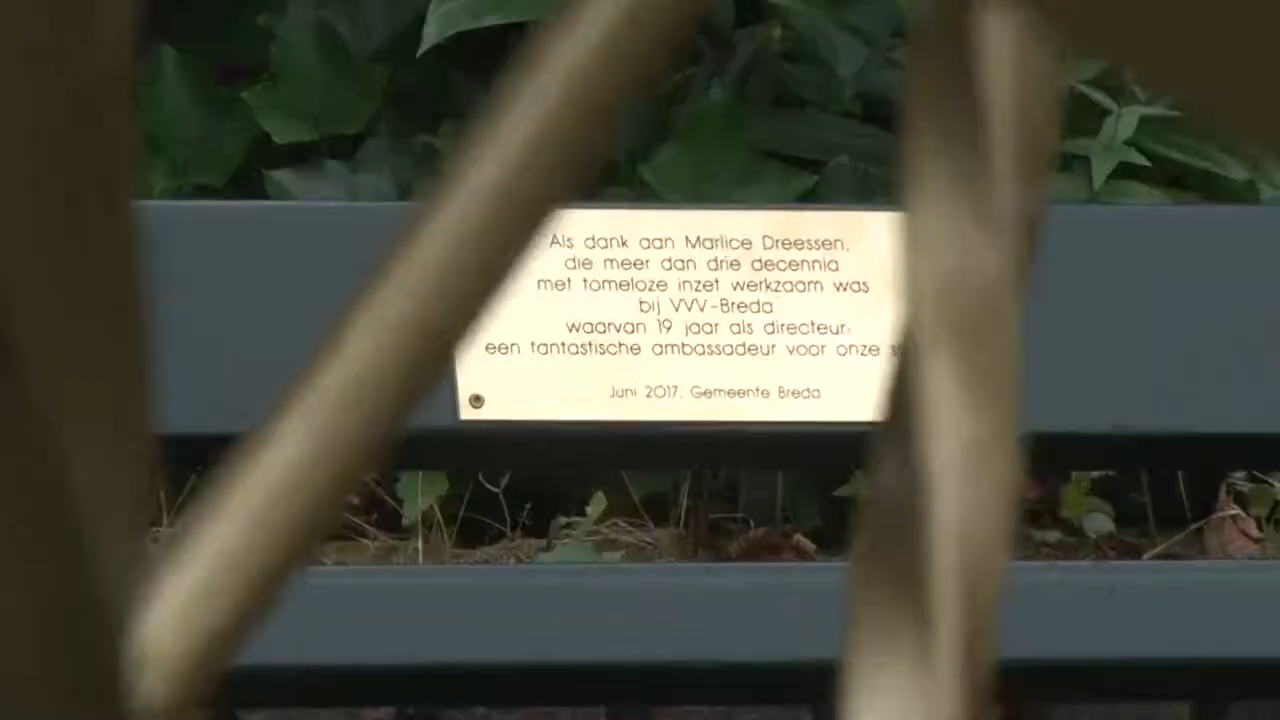 Als dank aan Marlice Dreessen,
die meer dan drie decennia
met tomeloze inzet werkzaam was
bij VVV-Breda
waarvan 19 jaar als directeur:
een fantastische ambassadeur voor onze
Juni 2017, Gemeente Breda